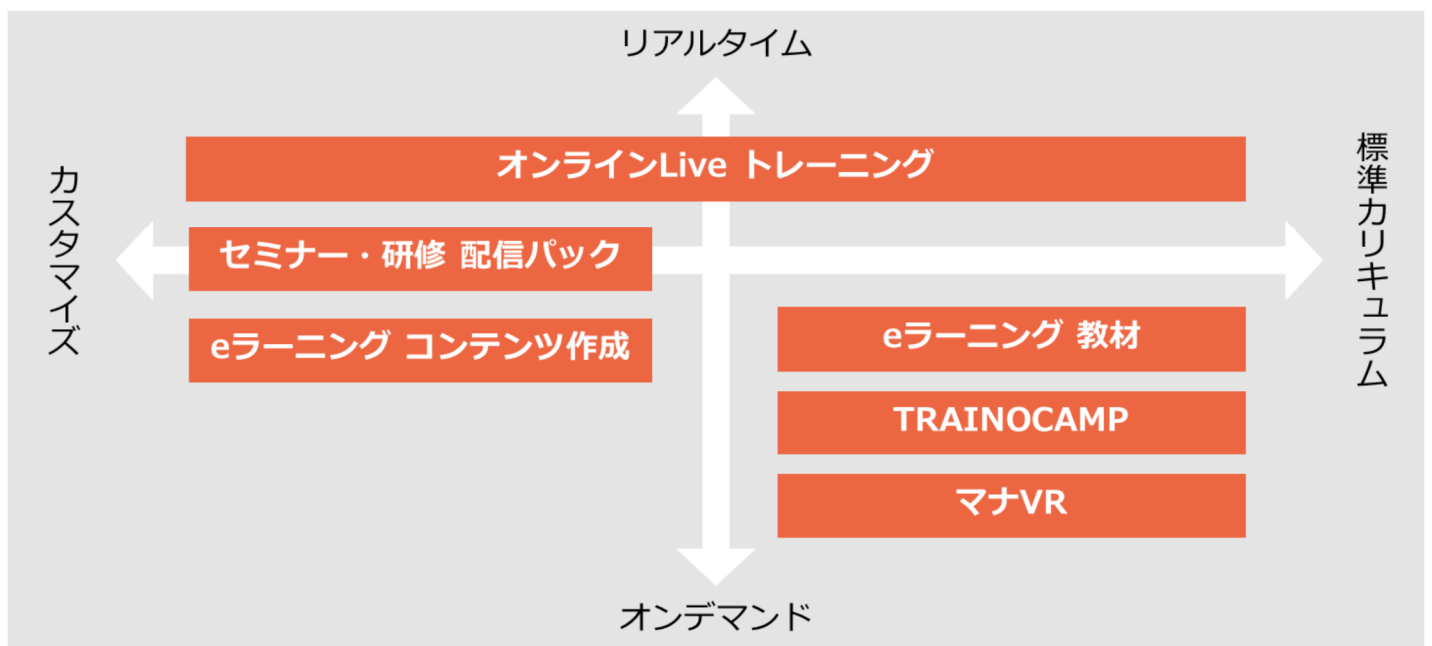 リアルタイム
オンラインLive トレーニング
カスタマイズ
標準カリキュラム
セミナー・研修 配信パック
eラーニング コンテンツ作成
eラーニング 教材
TRAINOCAMP
マナVR
オンデマンド